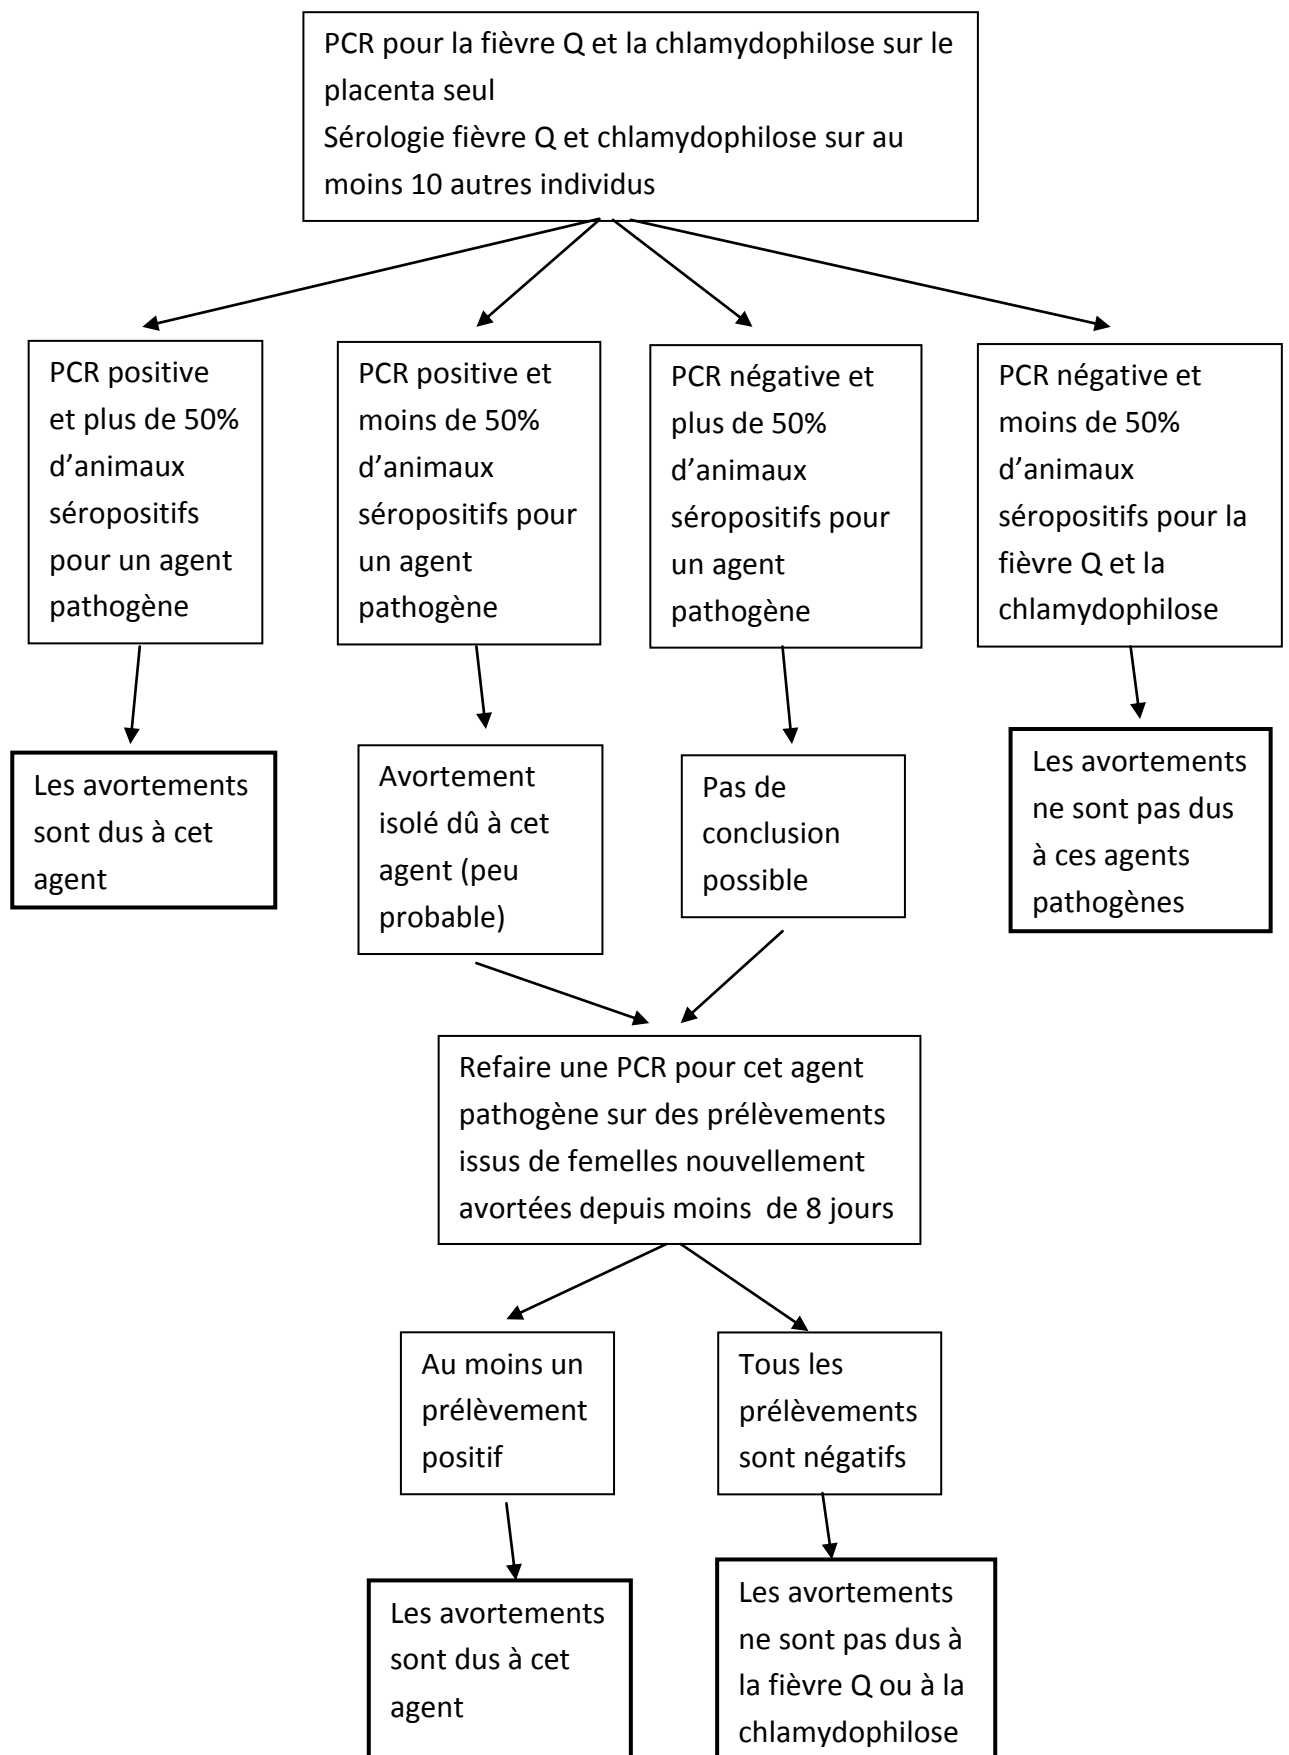 PCR pour la fièvre Q et la chlamydophilose sur le
placenta seul
Sérologie fièvre Q et chlamydophilose sur au
moins 10 autres individus
PCR positive
et plus de 50%
d’animaux
séropositifs
pour un agent
pathogène
PCR positive et
moins de 50%
d’animaux
séropositifs pour
un agent
pathogène
PCR négative et
plus de 50%
d’animaux
séropositifs pour
un agent
pathogène
PCR négative et
moins de 50%
d’animaux
séropositifs pour la
fièvre Q et la
chlamydophilose
Les avortements
sont dus à cet
agent
Avortement
isolé dû à cet
agent (peu
probable)
Pas de
conclusion
possible
Les avortements
ne sont pas dus
à ces agents
pathogènes
Refaire une PCR pour cet agent
pathogène sur des prélèvements
issus de femelles nouvellement
avortées depuis moins  de 8 jours
Au moins un
prélèvement
positif
Tous les
prélèvements
sont négatifs
Les avortements
sont dus à cet
agent
Les avortements
ne sont pas dus à
la fièvre Q ou à la
chlamydophilose